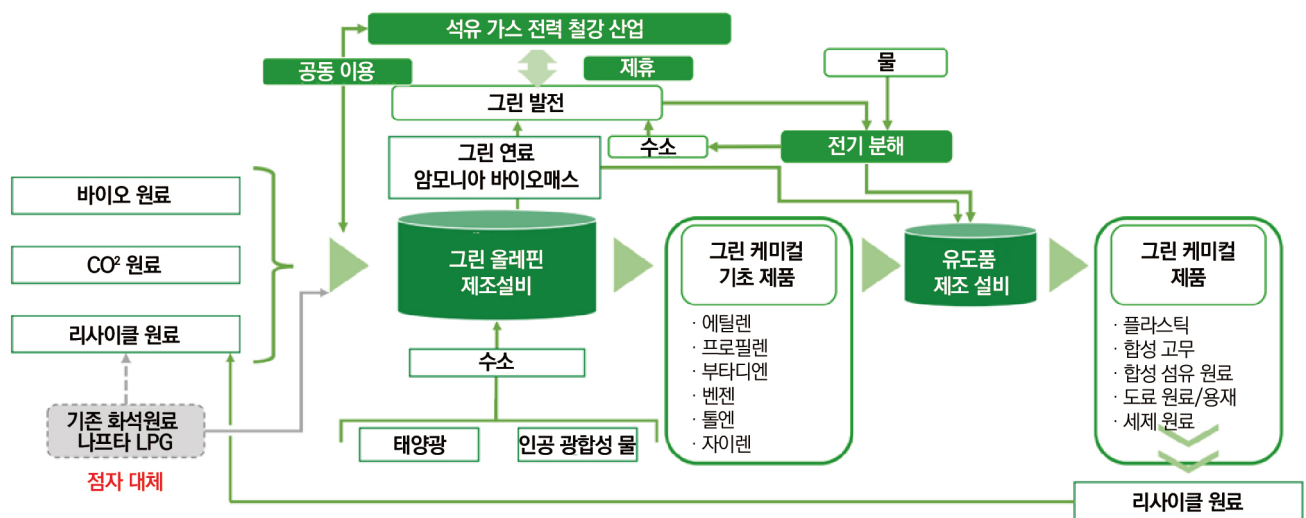 석유 가스 전력 철강 산업
공동 이용
제휴
물
그린 발전
수소
전기 분해
그린 연료
암모니아 바이오매스
바이오 원료
CO² 원료
리사이클 원료
기존 화석원료
나프타 LPG
점자 대체
그린 올레핀
제조설비
수소
태양광
인공 광합성 물
그린 케미컬
기초 제품
· 에틸렌
· 프로필렌
· 부타디엔
· 벤젠
· 톨엔
· 자이렌
유도품
제조 설비
그린 케미컬
제품
· 플라스틱
· 합성 고무
· 합성 섬유 원료
· 도료 원료/용재
· 세제 원료
리사이클 원료